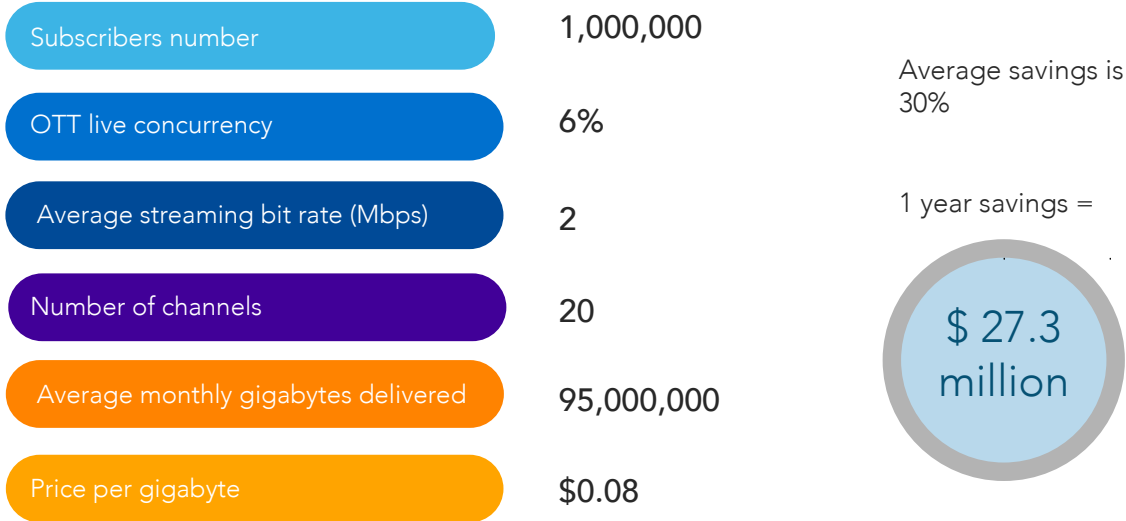 Subscribers number
1,000,000
OTT live concurrency
6%
Average streaming bit rate (Mbps)
2
Number of channels
20
Average monthly gigabytes delivered
95,000,000
Price per gigabyte
$0.08
Average savings is
30%
1 year savings =
$ 27.3
million